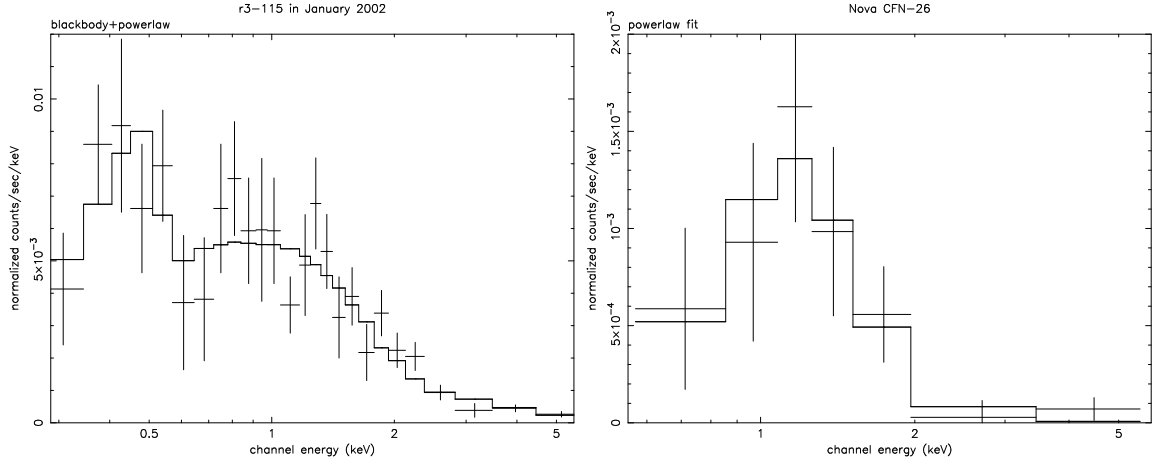 r3-115 in January 2002
blackbody+powerlaw
normalized counts/sec/keV
0.01
5×10⁻³
0
0.5
1
2
5
channel energy (keV)
Nova CFN-26
powerlaw fit
normalized counts/sec/keV
2×10⁻³
1.5×10⁻³
10⁻³
5×10⁻⁴
0
1
2
5
channel energy (keV)